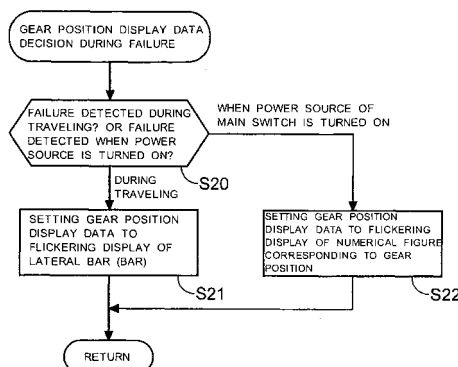 GEAR POSITION DISPLAY DATA
DECISION DURING FAILURE
FAILURE DETECTED DURING
TRAVELING? OR FAILURE
DETECTED WHEN POWER
SOURCE IS TURNED ON?
WHEN POWER SOURCE OF
MAIN SWITCH IS TURNED ON
S20
DURING
TRAVELING
SETTING GEAR POSITION
DISPLAY DATA TO
FLICKERING DISPLAY OF
LATERAL BAR (BAR)
S21
SETTING GEAR POSITION
DISPLAY DATA TO FLICKERING
DISPLAY OF NUMERICAL FIGURE
CORRESPONDING TO GEAR
POSITION
S22
RETURN